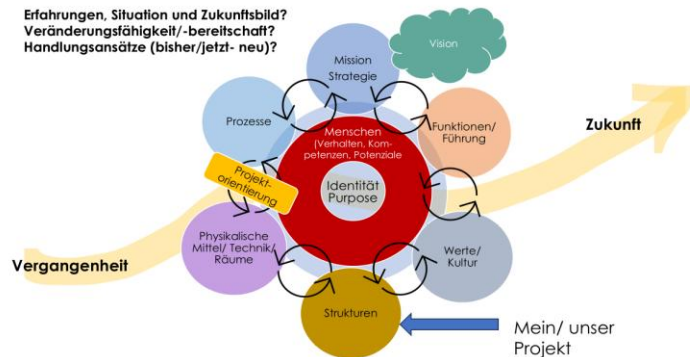 Erfahrungen, Situation und Zukunftsbild?
Veränderungsfähigkeit/-bereitschaft?
Handlungsansätze (bisher/jetzt- neu)?
Vision
Mission
Strategie
Prozesse
Funktionen/
Führung
Zukunft
Menschen
(Verhalten, Kom-
petenzen, Potenziale
Projekt-
orientierung
Identität
Purpose
Physikalische
Mittel/ Technik/
Räume
Werte/
Kultur
Vergangenheit
Strukturen
Mein/ unser
Projekt